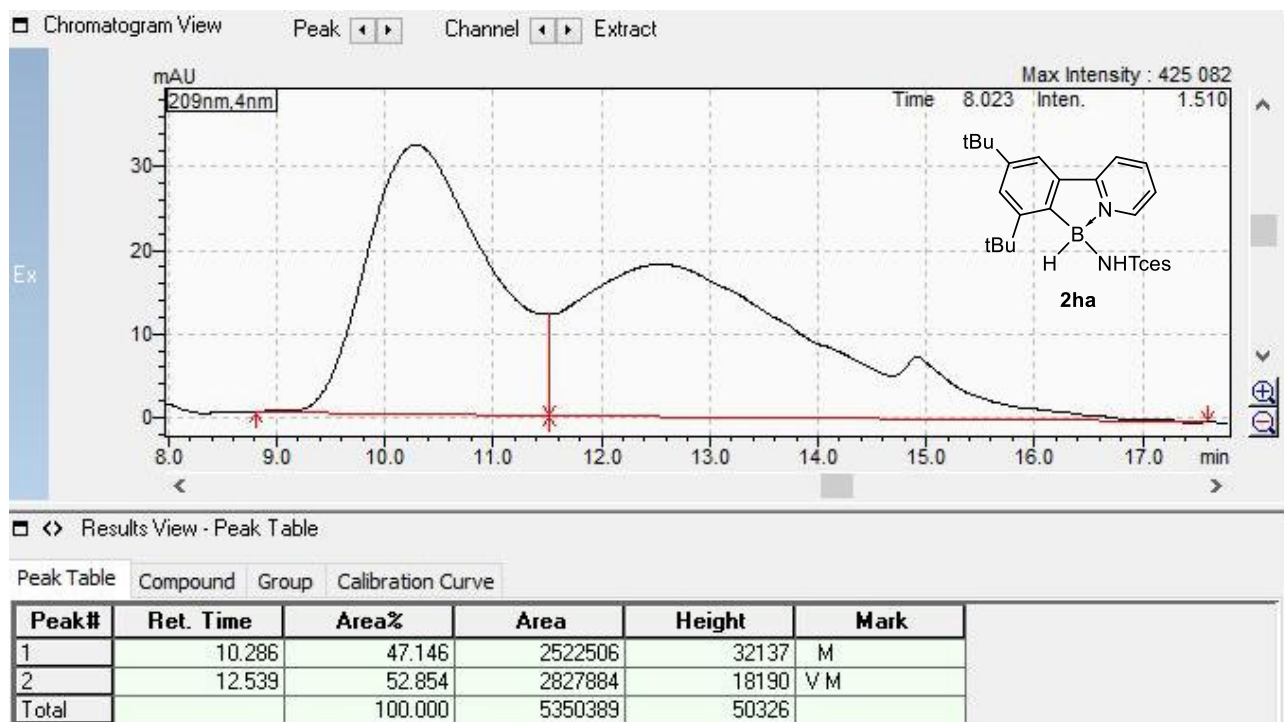 Chromatogram View Peak Channel Extract
mAU Max Intensity : 425 082
209nm,4nm Time 8.023 Inten. 1.510
tBu
30
N
20 tBu B
H NHTces
Ex
2ha
10
0
8.0 9.0 10.0 11.0 12.0 13.0 14.0 15.0 16.0 17.0 min
Results View - Peak Table
Peak Table Compound Group Calibration Curve
Peak# Ret. Time Area% Area Height Mark
1 10.286 47.146 2522506 32137 M
2 12.539 52.854 2827884 18190 V M
Total 100.000 5350389 50326